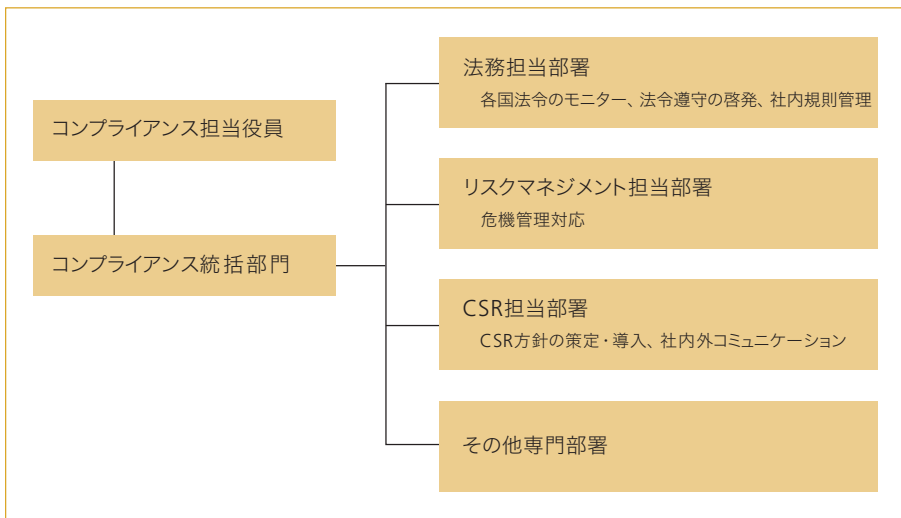 コンプライアンス担当役員
コンプライアンス統括部門
法務担当部署
各国法令のモニター、法令遵守の啓発、社内規則管理
リスクマネジメント担当部署
危機管理対応
CSR担当部署
CSR方針の策定・導入、社内外コミュニケーション
その他専門部署